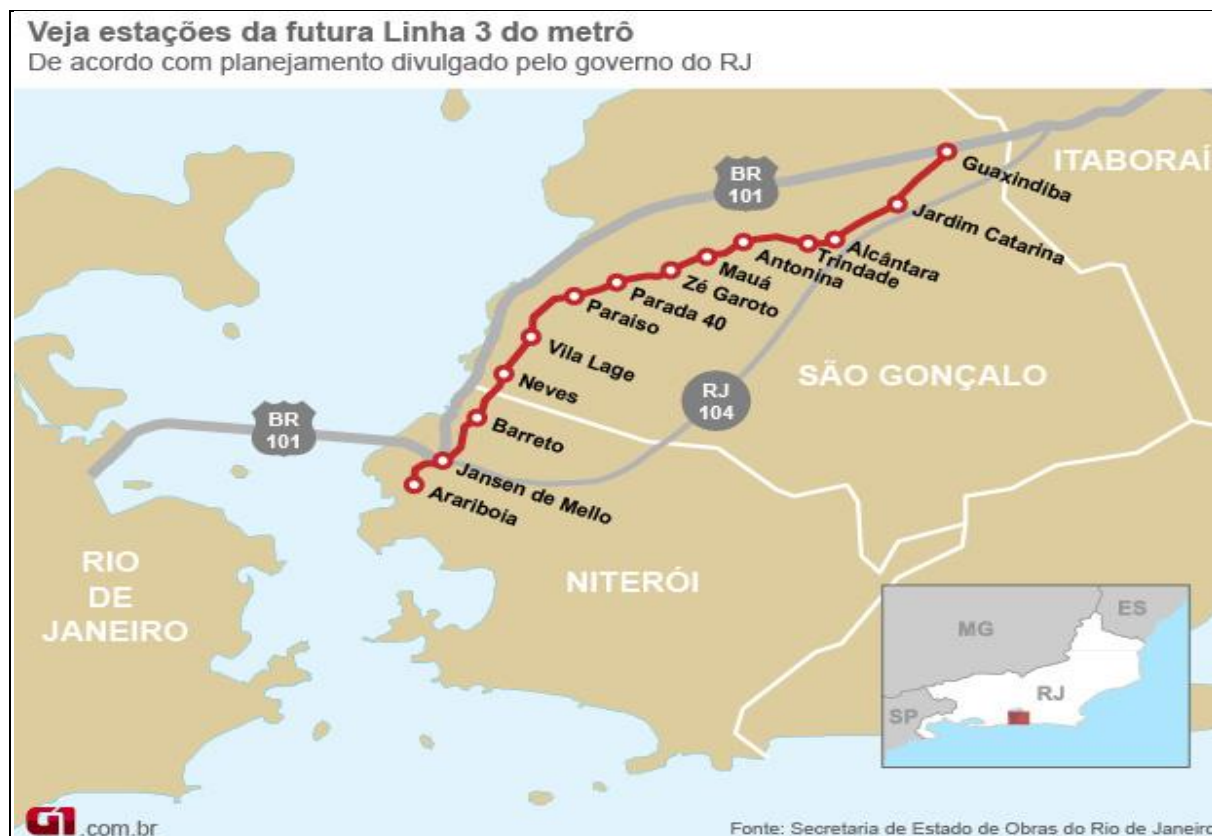 Veja estações da futura Linha 3 do metrô
De acordo com planejamento divulgado pelo governo do RJ
ITABORAÍ
BR
101
Guaxindiba
Jardim Catarina
Alcântara
Trindade
Antonina
Mauá
Zé Garoto
Parada 40
Paraiso
Vila Lage
Neves
Barreto
Jansen de Mello
Arariboia
SÃO GONÇALO
RJ
104
BR
101
RIO
DE
JANEIRO
NITERÓI
MG
ES
RJ
SP
G1.com.br
Fonte: Secretaria de Estado de Obras do Rio de Janeiro